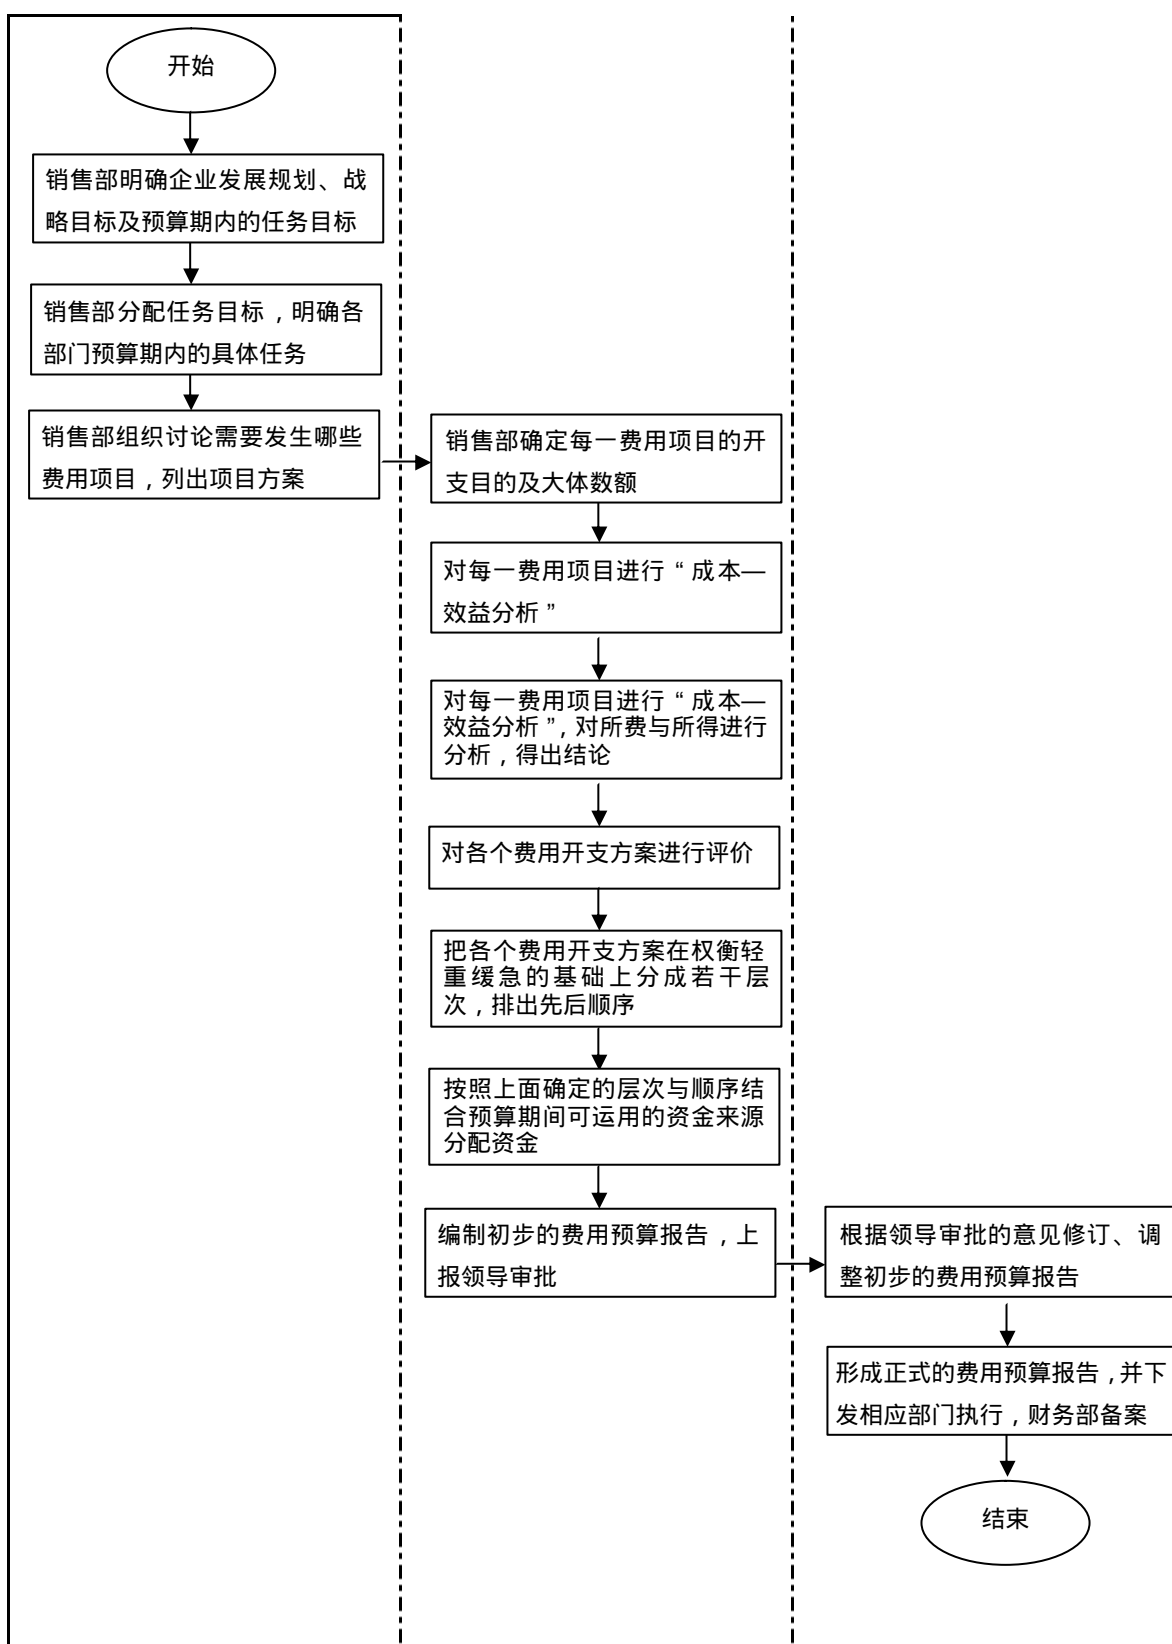 开始
销售部明确企业发展规划、战
略目标及预算期内的任务目标
销售部分配任务目标，明确各
部门预算期内的具体任务
销售部组织讨论需要发生哪些
费用项目，列出项目方案
销售部确定每一费用项目的开
支目的及大体数额
对每一费用项目进行“成本—
效益分析”
对每一费用项目进行“成本—
效益分析”，对所费与所得进行
分析，得出结论
对各个费用开支方案进行评价
把各个费用开支方案在权衡轻
重缓急的基础上分成若干层
次，排出先后顺序
按照上面确定的层次与顺序结
合预算期间可运用的资金来源
分配资金
编制初步的费用预算报告，上
报领导审批
根据领导审批的意见修订、调
整初步的费用预算报告
形成正式的费用预算报告，并下
发相应部门执行，财务部备案
结束